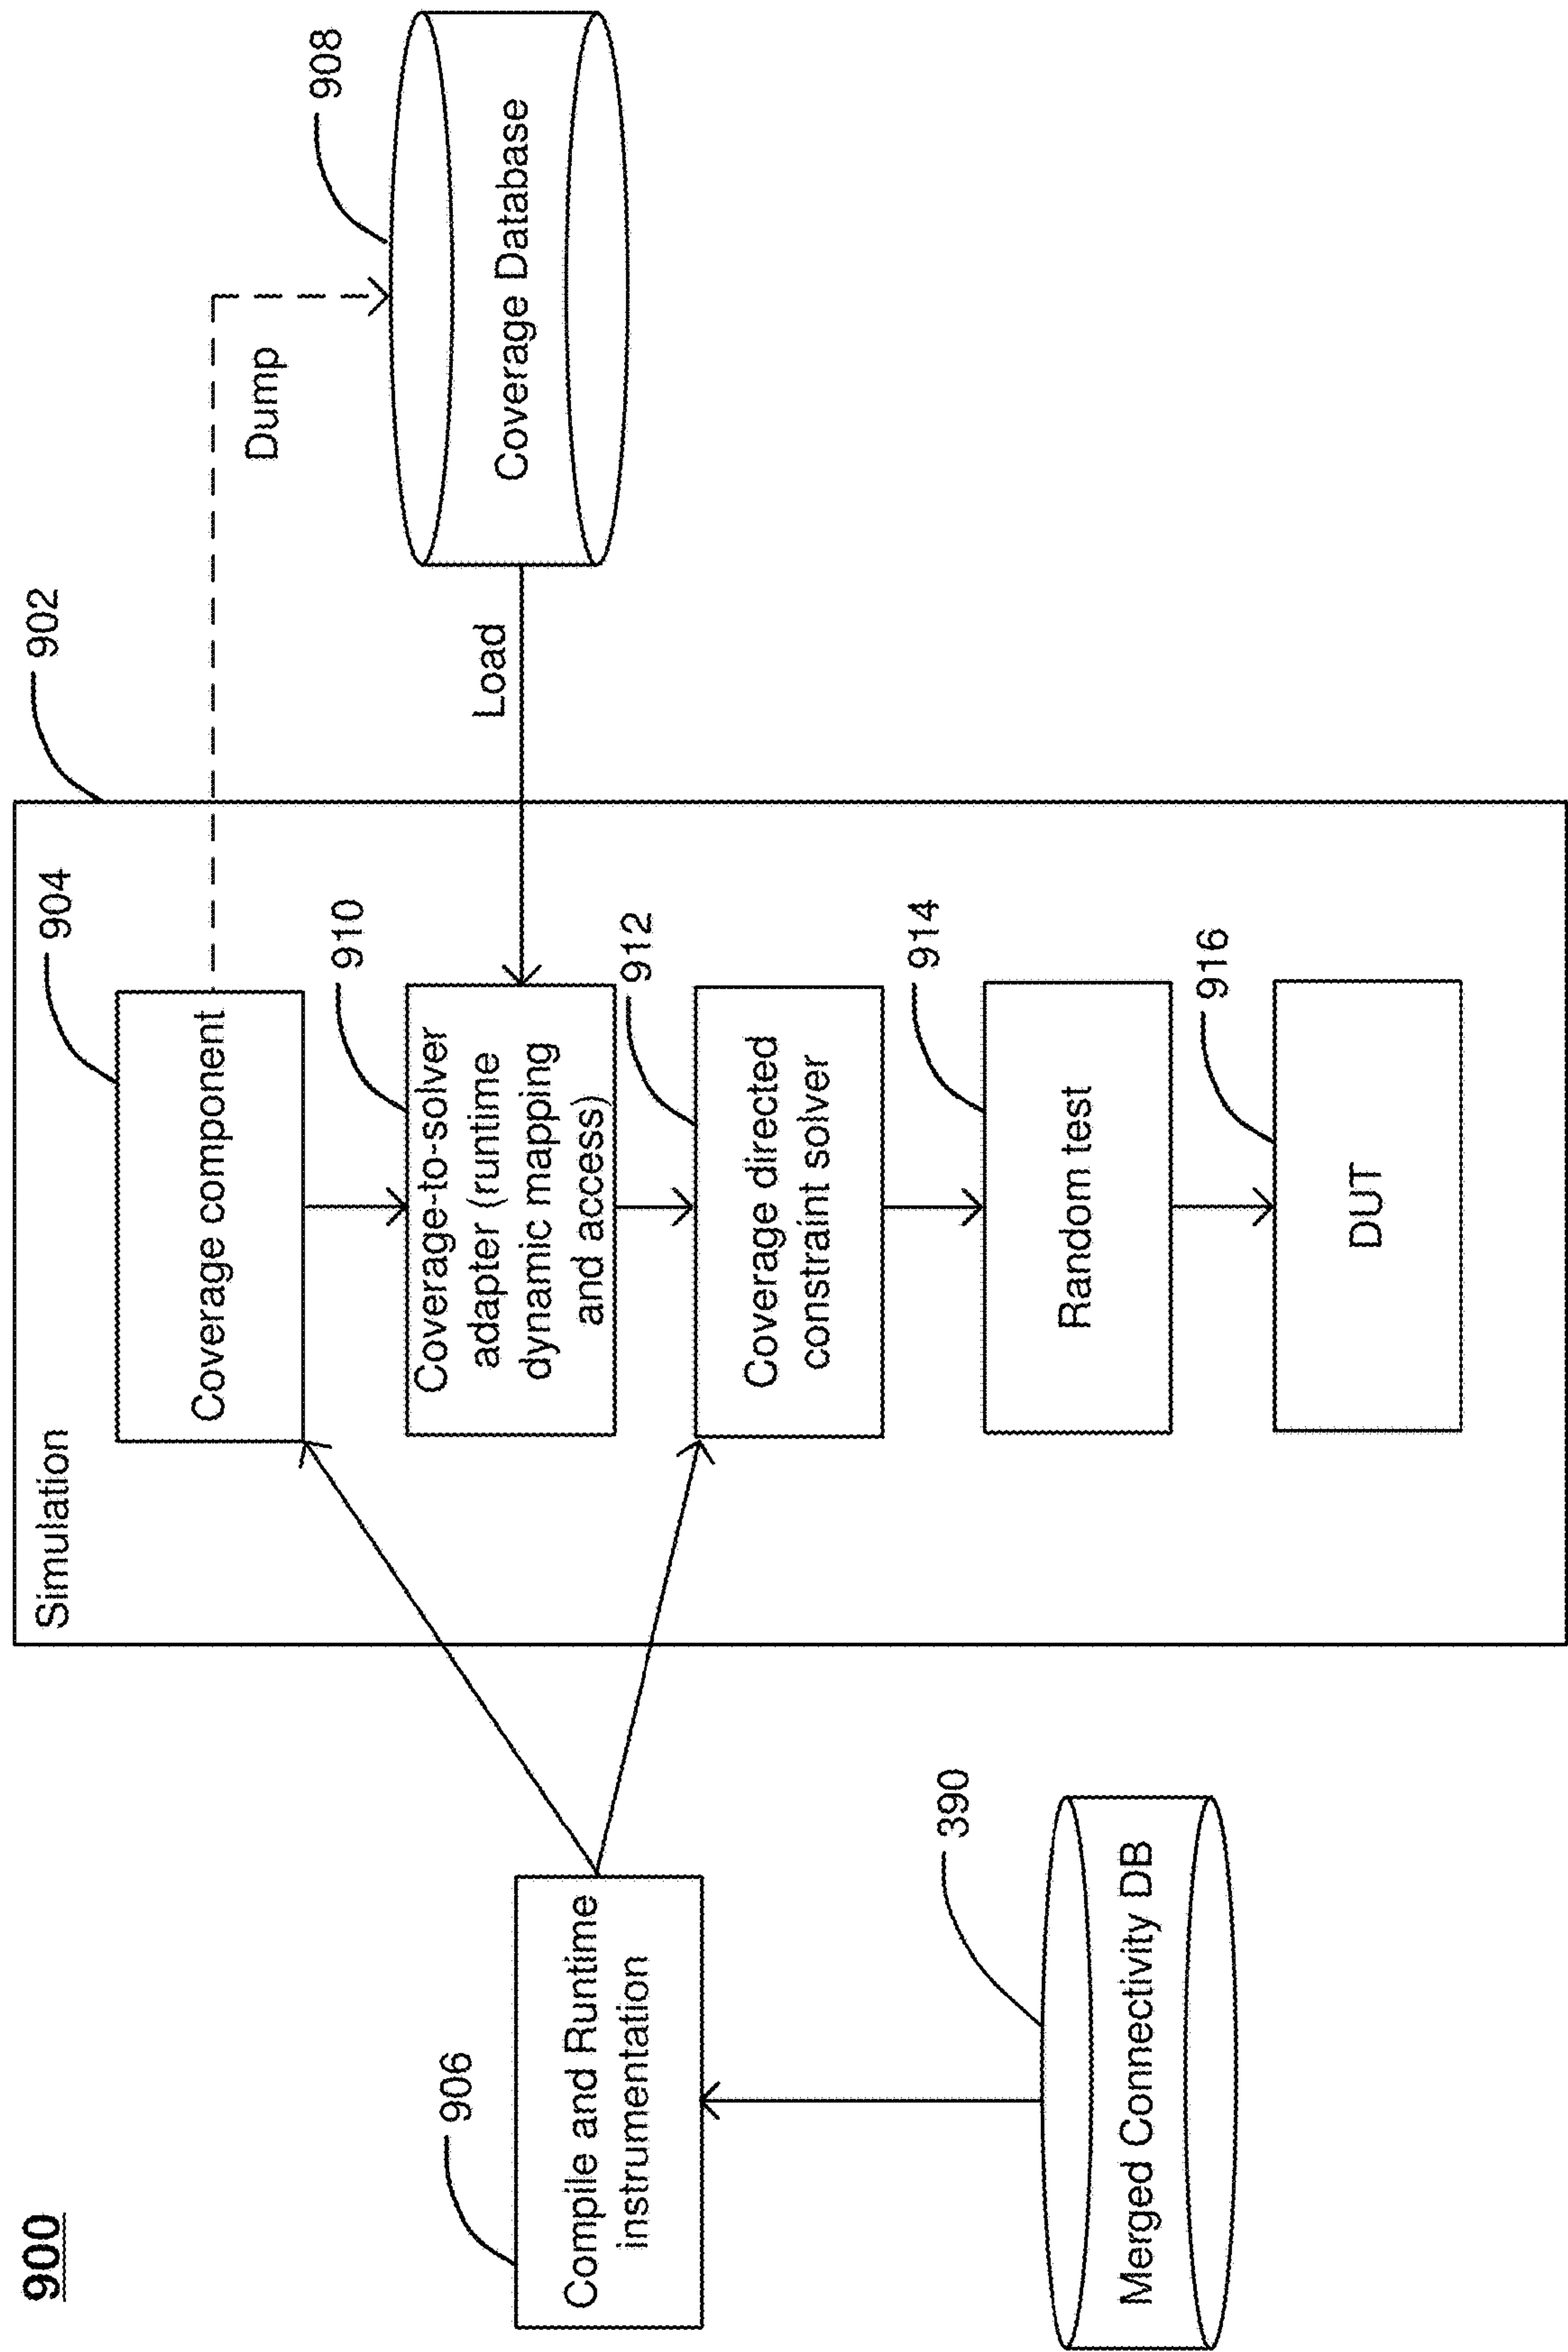 900
Simulation
902
904
Coverage component
Dump
908
Coverage Database
Load
906
Compile and Runtime
instrumentation
910
Coverage-to-solver
adapter (runtime
dynamic mapping
and access)
912
Coverage directed
constraint solver
390
Merged Connectivity DB
914
Random test
916
DUT